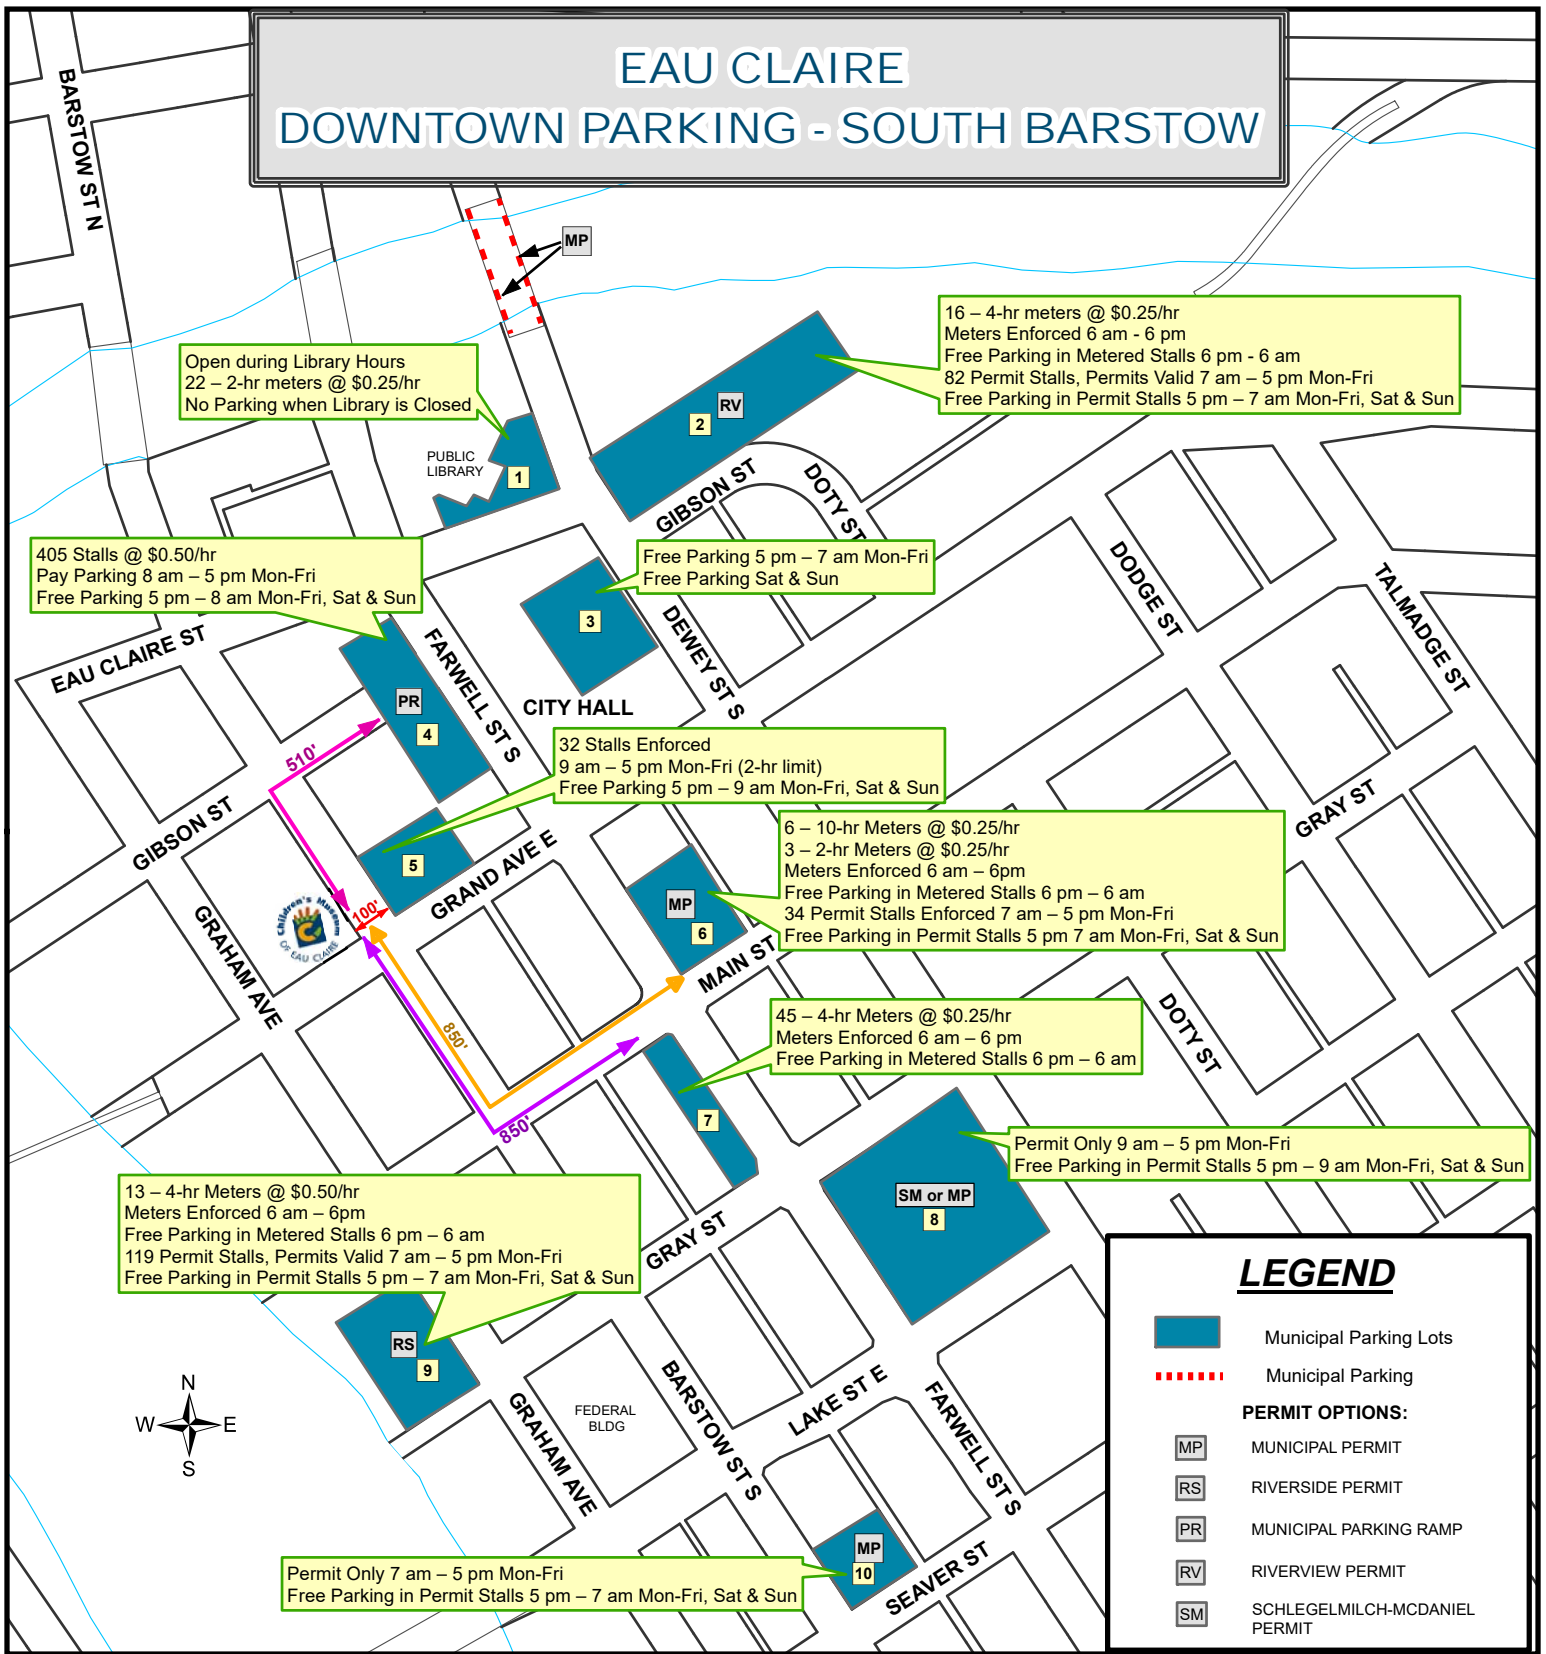 EAU CLAIRE
DOWNTOWN PARKING - SOUTH BARSTOW
BARSTOW ST N
MP
16 – 4-hr meters @ $0.25/hr
Meters Enforced 6 am - 6 pm
Free Parking in Metered Stalls 6 pm - 6 am
82 Permit Stalls, Permits Valid 7 am – 5 pm Mon-Fri
Free Parking in Permit Stalls 5 pm – 7 am Mon-Fri, Sat & Sun
Open during Library Hours
22 – 2-hr meters @ $0.25/hr
No Parking when Library is Closed
RV
2
PUBLIC
LIBRARY
1
GIBSON ST
DOTY ST
405 Stalls @ $0.50/hr
Pay Parking 8 am – 5 pm Mon-Fri
Free Parking 5 pm – 8 am Mon-Fri, Sat & Sun
Free Parking 5 pm – 7 am Mon-Fri
Free Parking Sat & Sun
DODGE ST
TALMADGE ST
3
EAU CLAIRE ST
FARWELL ST S
DEWEY ST S
CITY HALL
PR
4
510'
32 Stalls Enforced
9 am – 5 pm Mon-Fri (2-hr limit)
Free Parking 5 pm – 9 am Mon-Fri, Sat & Sun
GIBSON ST
GRAY ST
6 – 10-hr Meters @ $0.25/hr
3 – 2-hr Meters @ $0.25/hr
Meters Enforced 6 am – 6pm
Free Parking in Metered Stalls 6 pm – 6 am
34 Permit Stalls Enforced 7 am – 5 pm Mon-Fri
Free Parking in Permit Stalls 5 pm 7 am Mon-Fri, Sat & Sun
5
GRAND AVE E
MP
6
100'
Children's Museum
OF EAU CLAIRE
GRAHAM AVE
MAIN ST
850'
45 – 4-hr Meters @ $0.25/hr
Meters Enforced 6 am – 6 pm
Free Parking in Metered Stalls 6 pm – 6 am
DOTY ST
7
850'
Permit Only 9 am – 5 pm Mon-Fri
Free Parking in Permit Stalls 5 pm – 9 am Mon-Fri, Sat & Sun
SM or MP
8
13 – 4-hr Meters @ $0.50/hr
Meters Enforced 6 am – 6pm
Free Parking in Metered Stalls 6 pm – 6 am
119 Permit Stalls, Permits Valid 7 am – 5 pm Mon-Fri
Free Parking in Permit Stalls 5 pm – 7 am Mon-Fri, Sat & Sun
GRAY ST
RS
9
N
W
E
S
FEDERAL
BLDG
GRAHAM AVE
BARSTOW ST S
LAKE ST E
FARWELL ST S
MP
10
SEAVER ST
Permit Only 7 am – 5 pm Mon-Fri
Free Parking in Permit Stalls 5 pm – 7 am Mon-Fri, Sat & Sun
LEGEND
Municipal Parking Lots
Municipal Parking
PERMIT OPTIONS:
MP MUNICIPAL PERMIT
RS RIVERSIDE PERMIT
PR MUNICIPAL PARKING RAMP
RV RIVERVIEW PERMIT
SM SCHLEGELMILCH-MCDANIEL
PERMIT